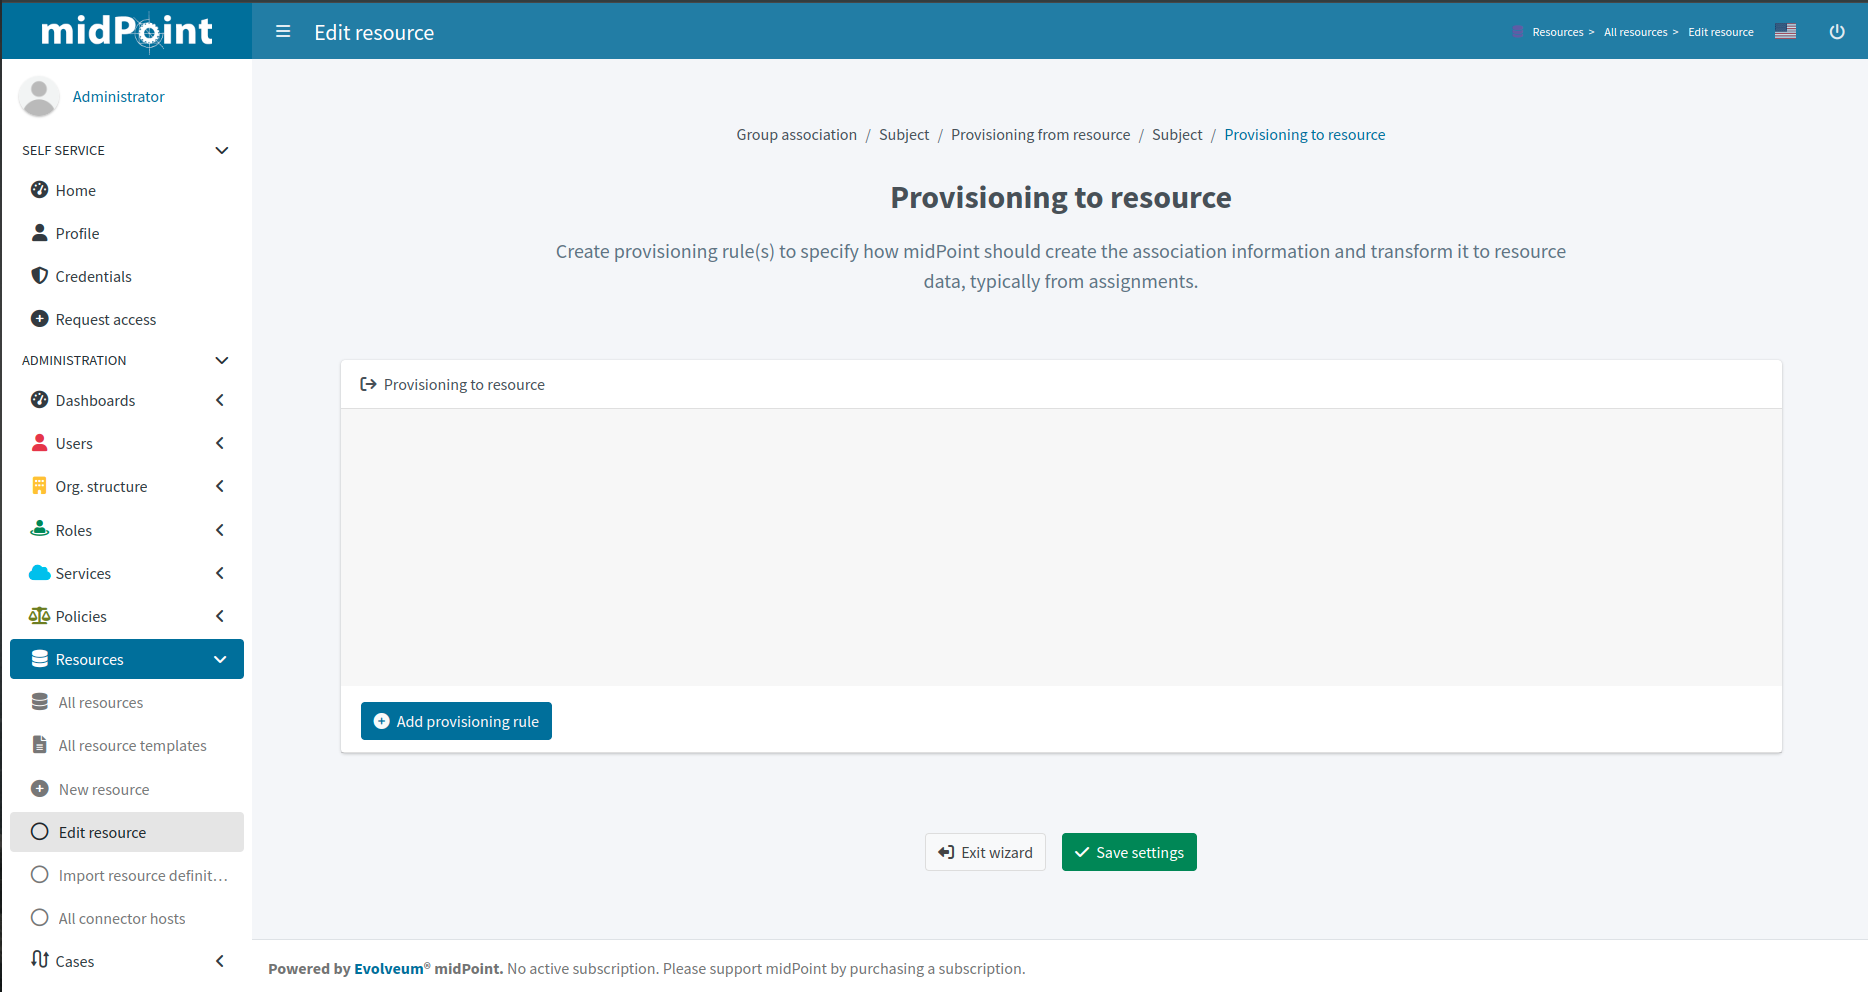 midPoint
Edit resource
Resources > All resources > Edit resource
Administrator
SELF SERVICE
Home
Profile
Credentials
Request access
ADMINISTRATION
Dashboards
Users
Org. structure
Roles
Services
Policies
Resources
All resources
All resource templates
New resource
Edit resource
Import resource definit...
All connector hosts
Cases
Group association / Subject / Provisioning from resource / Subject / Provisioning to resource
Provisioning to resource
Create provisioning rule(s) to specify how midPoint should create the association information and transform it to resource
data, typically from assignments.
Provisioning to resource
Add provisioning rule
Exit wizard
Save settings
Powered by Evolveum® midPoint. No active subscription. Please support midPoint by purchasing a subscription.